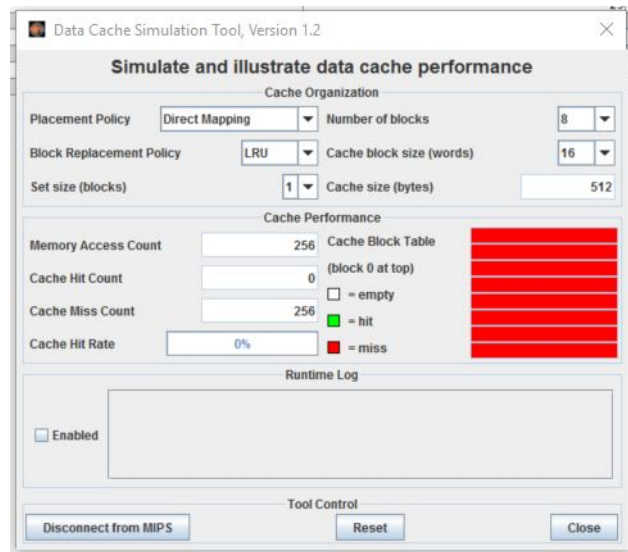 Data Cache Simulation Tool, Version 1.2
Simulate and illustrate data cache performance
Cache Organization
Placement Policy Direct Mapping Number of blocks 8
Block Replacement Policy LRU Cache block size (words) 16
Set size (blocks) 1 Cache size (bytes) 512
Cache Performance
Memory Access Count 256 Cache Block Table
(block 0 at top)
Cache Hit Count 0
= empty
Cache Miss Count 256
= hit
Cache Hit Rate 0% = miss
Runtime Log
Enabled
Tool Control
Disconnect from MIPS Reset Close